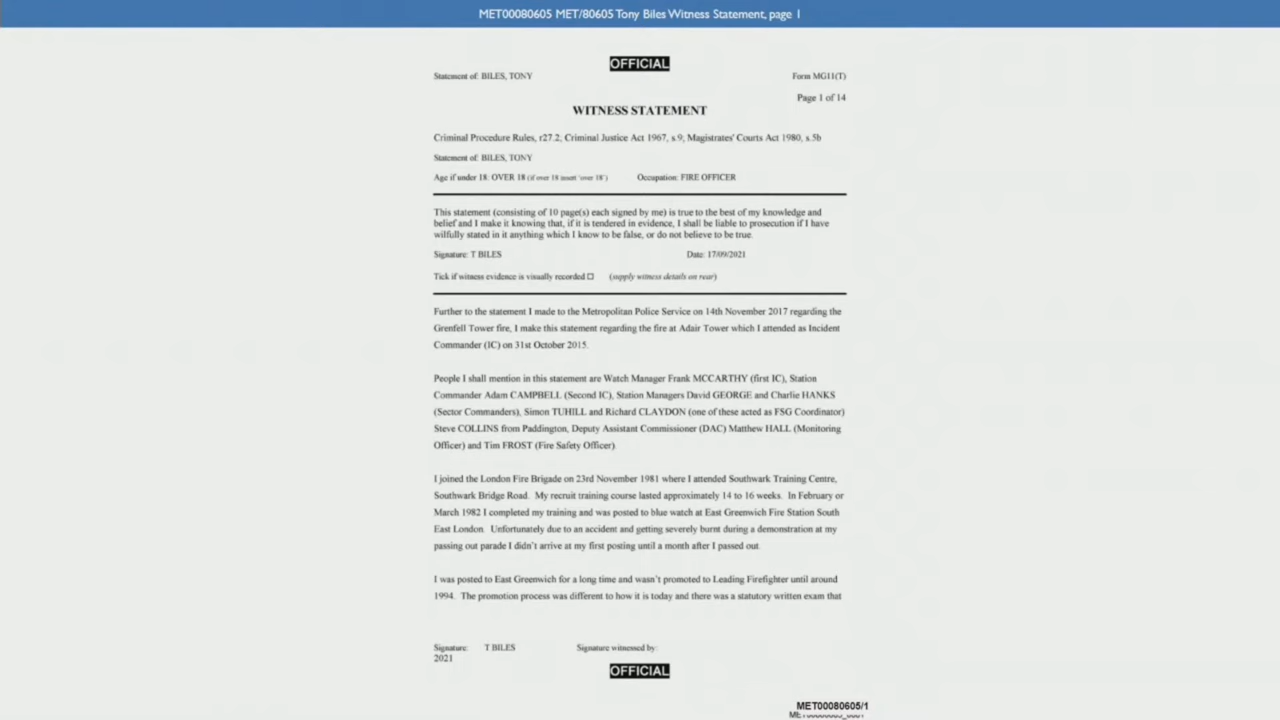 MET00080605 MET/80605 Tony Biles Witness Statement, page 1
OFFICIAL
Statement of: BILES, TONY
Form MG11(T)
Page 1 of 14
WITNESS STATEMENT
Criminal Procedure Rules, r27.2; Criminal Justice Act 1967, s.9; Magistrates' Courts Act 1980, s.5b
Statement of: BILES, TONY
Age if under 18: OVER 18 (if over 18 insert 'over 18') Occupation: FIRE OFFICER
This statement (consisting of 10 page(s) each signed by me) is true to the best of my knowledge and
belief and I make it knowing that, if it is tendered in evidence, I shall be liable to prosecution if I have
wilfully stated in it anything which I know to be false, or do not believe to be true.
Signature: T BILES Date: 17/09/2021
Tick if witness evidence is visually recorded ☐ (supply witness details on rear)
Further to the statement I made to the Metropolitan Police Service on 14th November 2017 regarding the
Grenfell Tower fire, I make this statement regarding the fire at Adair Tower which I attended as Incident
Commander (IC) on 31st October 2015.
People I shall mention in this statement are Watch Manager Frank MCCARTHY (first IC), Station
Commander Adam CAMPBELL (Second IC), Station Managers David GEORGE and Charlie HANKS
(Sector Commanders), Simon TUHILL and Richard CLAYDON (one of these acted as FSG Coordinator)
Steve COLLINS from Paddington, Deputy Assistant Commissioner (DAC) Matthew HALL (Monitoring
Officer) and Tim FROST (Fire Safety Officer).
I joined the London Fire Brigade on 23rd November 1981 where I attended Southwark Training Centre,
Southwark Bridge Road. My recruit training course lasted approximately 14 to 16 weeks. In February or
March 1982 I completed my training and was posted to blue watch at East Greenwich Fire Station South
East London. Unfortunately due to an accident and getting severely burnt during a demonstration at my
passing out parade I didn't arrive at my first posting until a month after I passed out.
I was posted to East Greenwich for a long time and wasn't promoted to Leading Firefighter until around
1994. The promotion process was different to how it is today and there was a statutory written exam that
Signature: T BILES Signature witnessed by:
2021
OFFICIAL
MET00080605/1